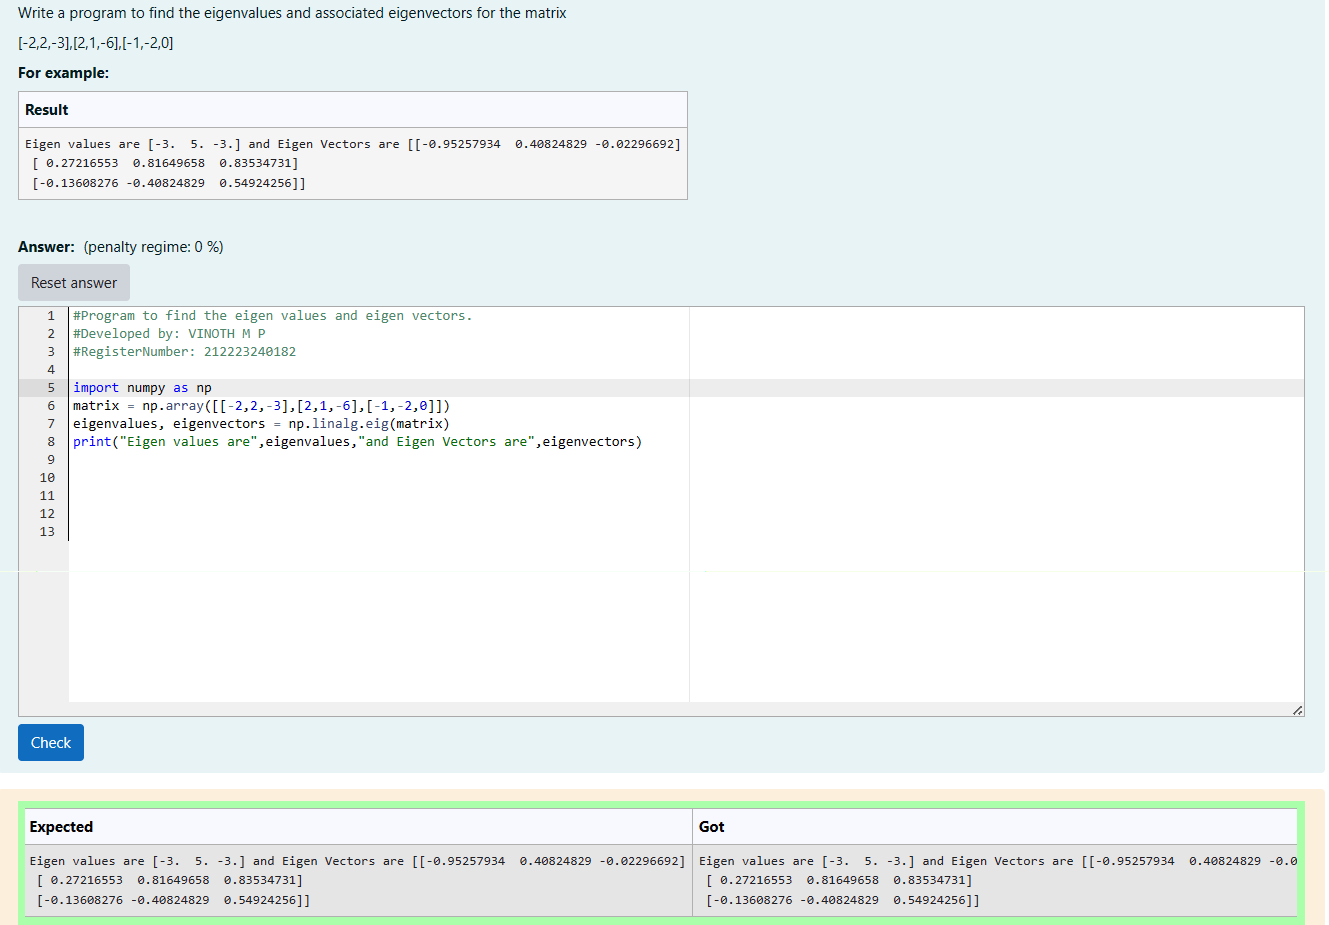 Write a program to find the eigenvalues and associated eigenvectors for the matrix
[-2,2,-3],[2,1,-6],[-1,-2,0]
For example:
Result
Eigen values are [-3.  5. -3.] and Eigen Vectors are [[-0.95257934  0.40824829 -0.02296692]
 [ 0.27216553  0.81649658  0.83534731]
 [-0.13608276 -0.40824829  0.54924256]]
Answer: (penalty regime: 0 %)
Reset answer
1 #Program to find the eigen values and eigen vectors.
2 #Developed by: VINOTH M P
3 #RegisterNumber: 212223240182
4
5 import numpy as np
6 matrix = np.array([[-2,2,-3],[2,1,-6],[-1,-2,0]])
7 eigenvalues, eigenvectors = np.linalg.eig(matrix)
8 print("Eigen values are",eigenvalues,"and Eigen Vectors are",eigenvectors)
9
10
11
12
13
Check
Expected Got
Eigen values are [-3.  5. -3.] and Eigen Vectors are [[-0.95257934  0.40824829 -0.02296692] Eigen values are [-3.  5. -3.] and Eigen Vectors are [[-0.95257934  0.40824829 -0.0
 [ 0.27216553  0.81649658  0.83534731] [ 0.27216553  0.81649658  0.83534731]
 [-0.13608276 -0.40824829  0.54924256]] [-0.13608276 -0.40824829  0.54924256]]